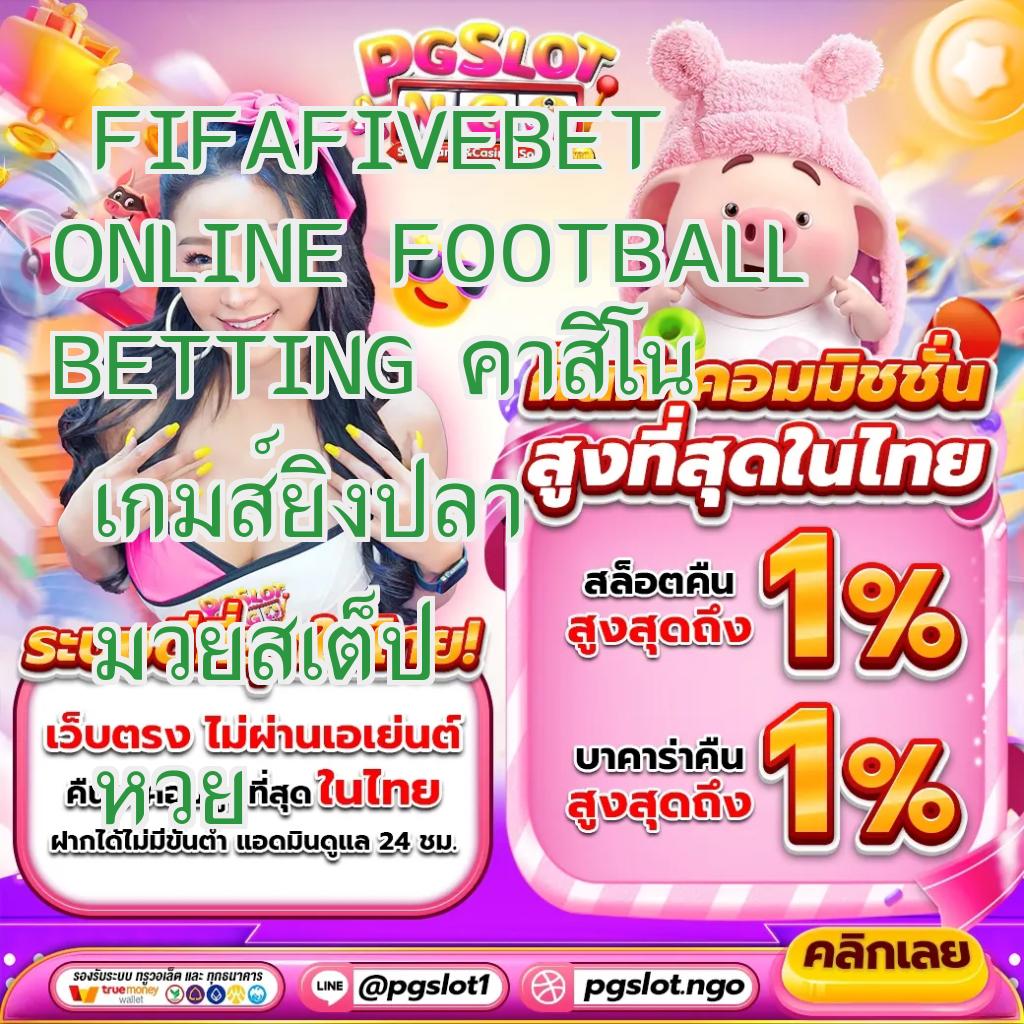 PGSLOT
FIFAFIVEBET
ONLINE FOOTBALL
BETTING คาสิโน
เกมส์ยิงปลา
มวยสเต็ป
หวย
คอมมิชชั่น
สูงที่สุดในไทย
สล็อตคืน
สูงสุดถึง
1%
บาคาร่าคืน
สูงสุดถึง
1%
เว็บตรง ไม่ผ่านเอเย่นต์
ที่สุด ในไทย
ฝากได้ไม่มีขั้นต่ำ แอดมินดูแล 24 ชม.
คลิกเลย
รองรับระบบ ทรูวอเล็ต และ ทุกธนาคาร
truemoney
wallet
LINE @pgslot1
pgslot.ngo